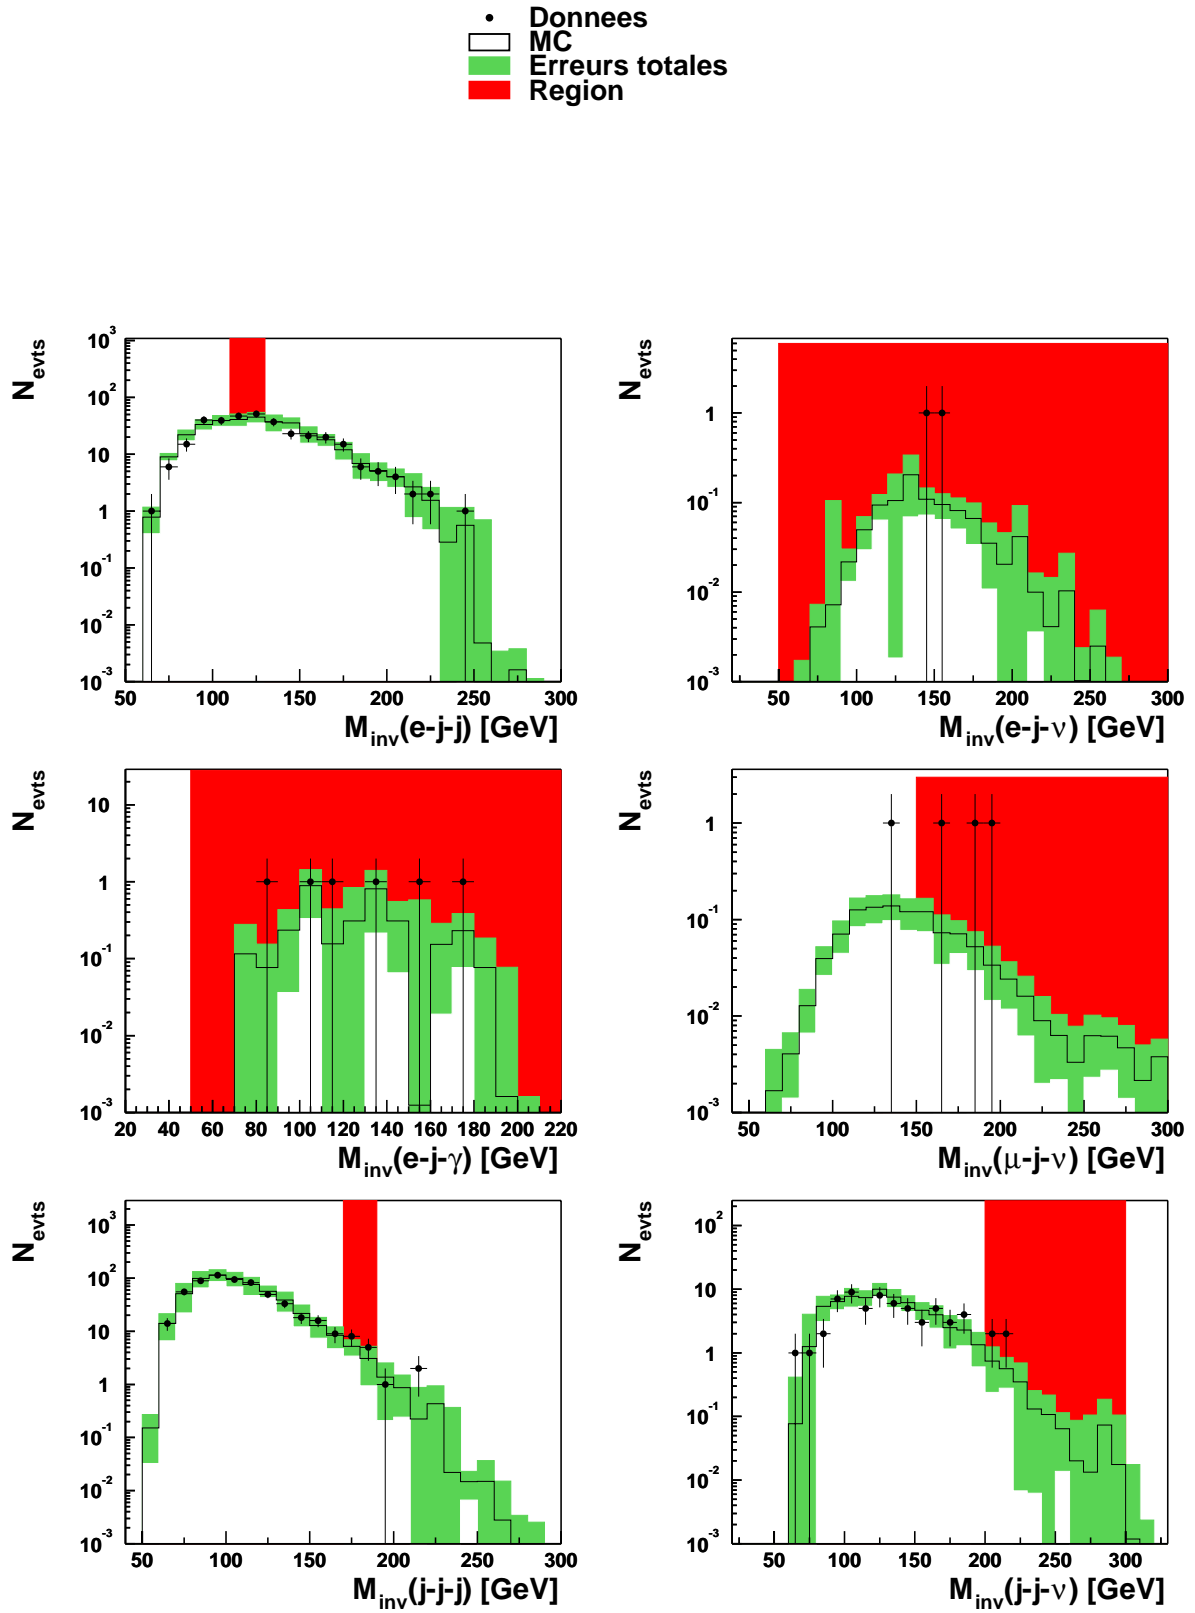 Donnees
MC
Erreurs totales
Region
N_evts
10^3
10^2
10
1
10^-1
10^-2
10^-3
50 100 150 200 250 300
M_inv(e-j-j) [GeV]
N_evts
1
10^-1
10^-2
10^-3
50 100 150 200 250 300
M_inv(e-j-ν) [GeV]
N_evts
10
1
10^-1
10^-2
10^-3
20 40 60 80 100 120 140 160 180 200 220
M_inv(e-j-γ) [GeV]
N_evts
1
10^-1
10^-2
10^-3
50 100 150 200 250 300
M_inv(μ-j-ν) [GeV]
N_evts
10^3
10^2
10
1
10^-1
10^-2
10^-3
50 100 150 200 250 300
M_inv(j-j-j) [GeV]
N_evts
10^2
10
1
10^-1
10^-2
10^-3
50 100 150 200 250 300
M_inv(j-j-ν) [GeV]